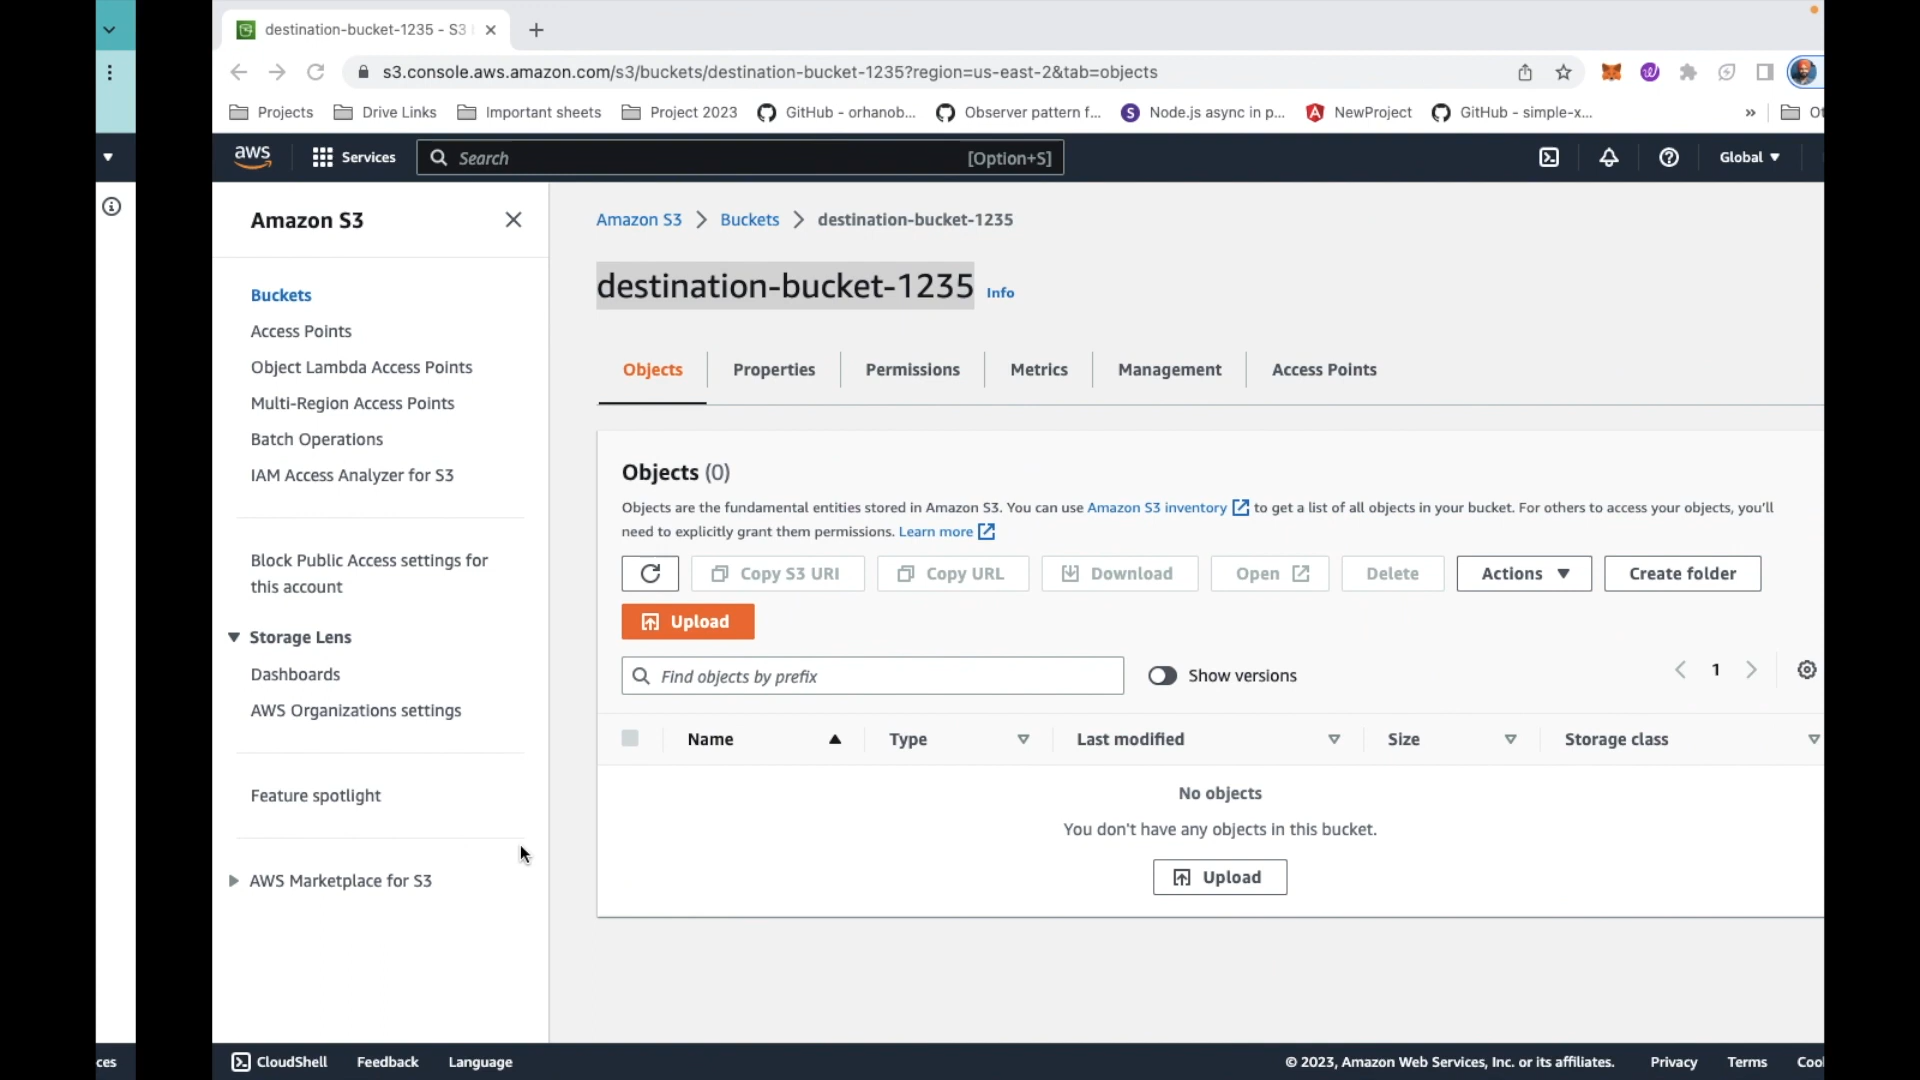 destination-bucket-1235 - S3
s3.console.aws.amazon.com/s3/buckets/destination-bucket-1235?region=us-east-2&tab=objects
Projects Drive Links Important sheets Project 2023 GitHub - orhanob... Observer pattern f... S Node.js async in p... NewProject GitHub - simple-x... » Ot
aws Services Search [Option+S] Global
Amazon S3
Buckets
Access Points
Object Lambda Access Points
Multi-Region Access Points
Batch Operations
IAM Access Analyzer for S3
Block Public Access settings for
this account
Storage Lens
Dashboards
AWS Organizations settings
Feature spotlight
AWS Marketplace for S3
Amazon S3 > Buckets > destination-bucket-1235
destination-bucket-1235 Info
Objects Properties Permissions Metrics Management Access Points
Objects (0)
Objects are the fundamental entities stored in Amazon S3. You can use Amazon S3 inventory to get a list of all objects in your bucket. For others to access your objects, you'll
need to explicitly grant them permissions. Learn more
Copy S3 URI Copy URL Download Open Delete Actions Create folder
Upload
Find objects by prefix Show versions < 1 >
Name Type Last modified Size Storage class
No objects
You don't have any objects in this bucket.
Upload
ces CloudShell Feedback Language © 2023, Amazon Web Services, Inc. or its affiliates. Privacy Terms Coo